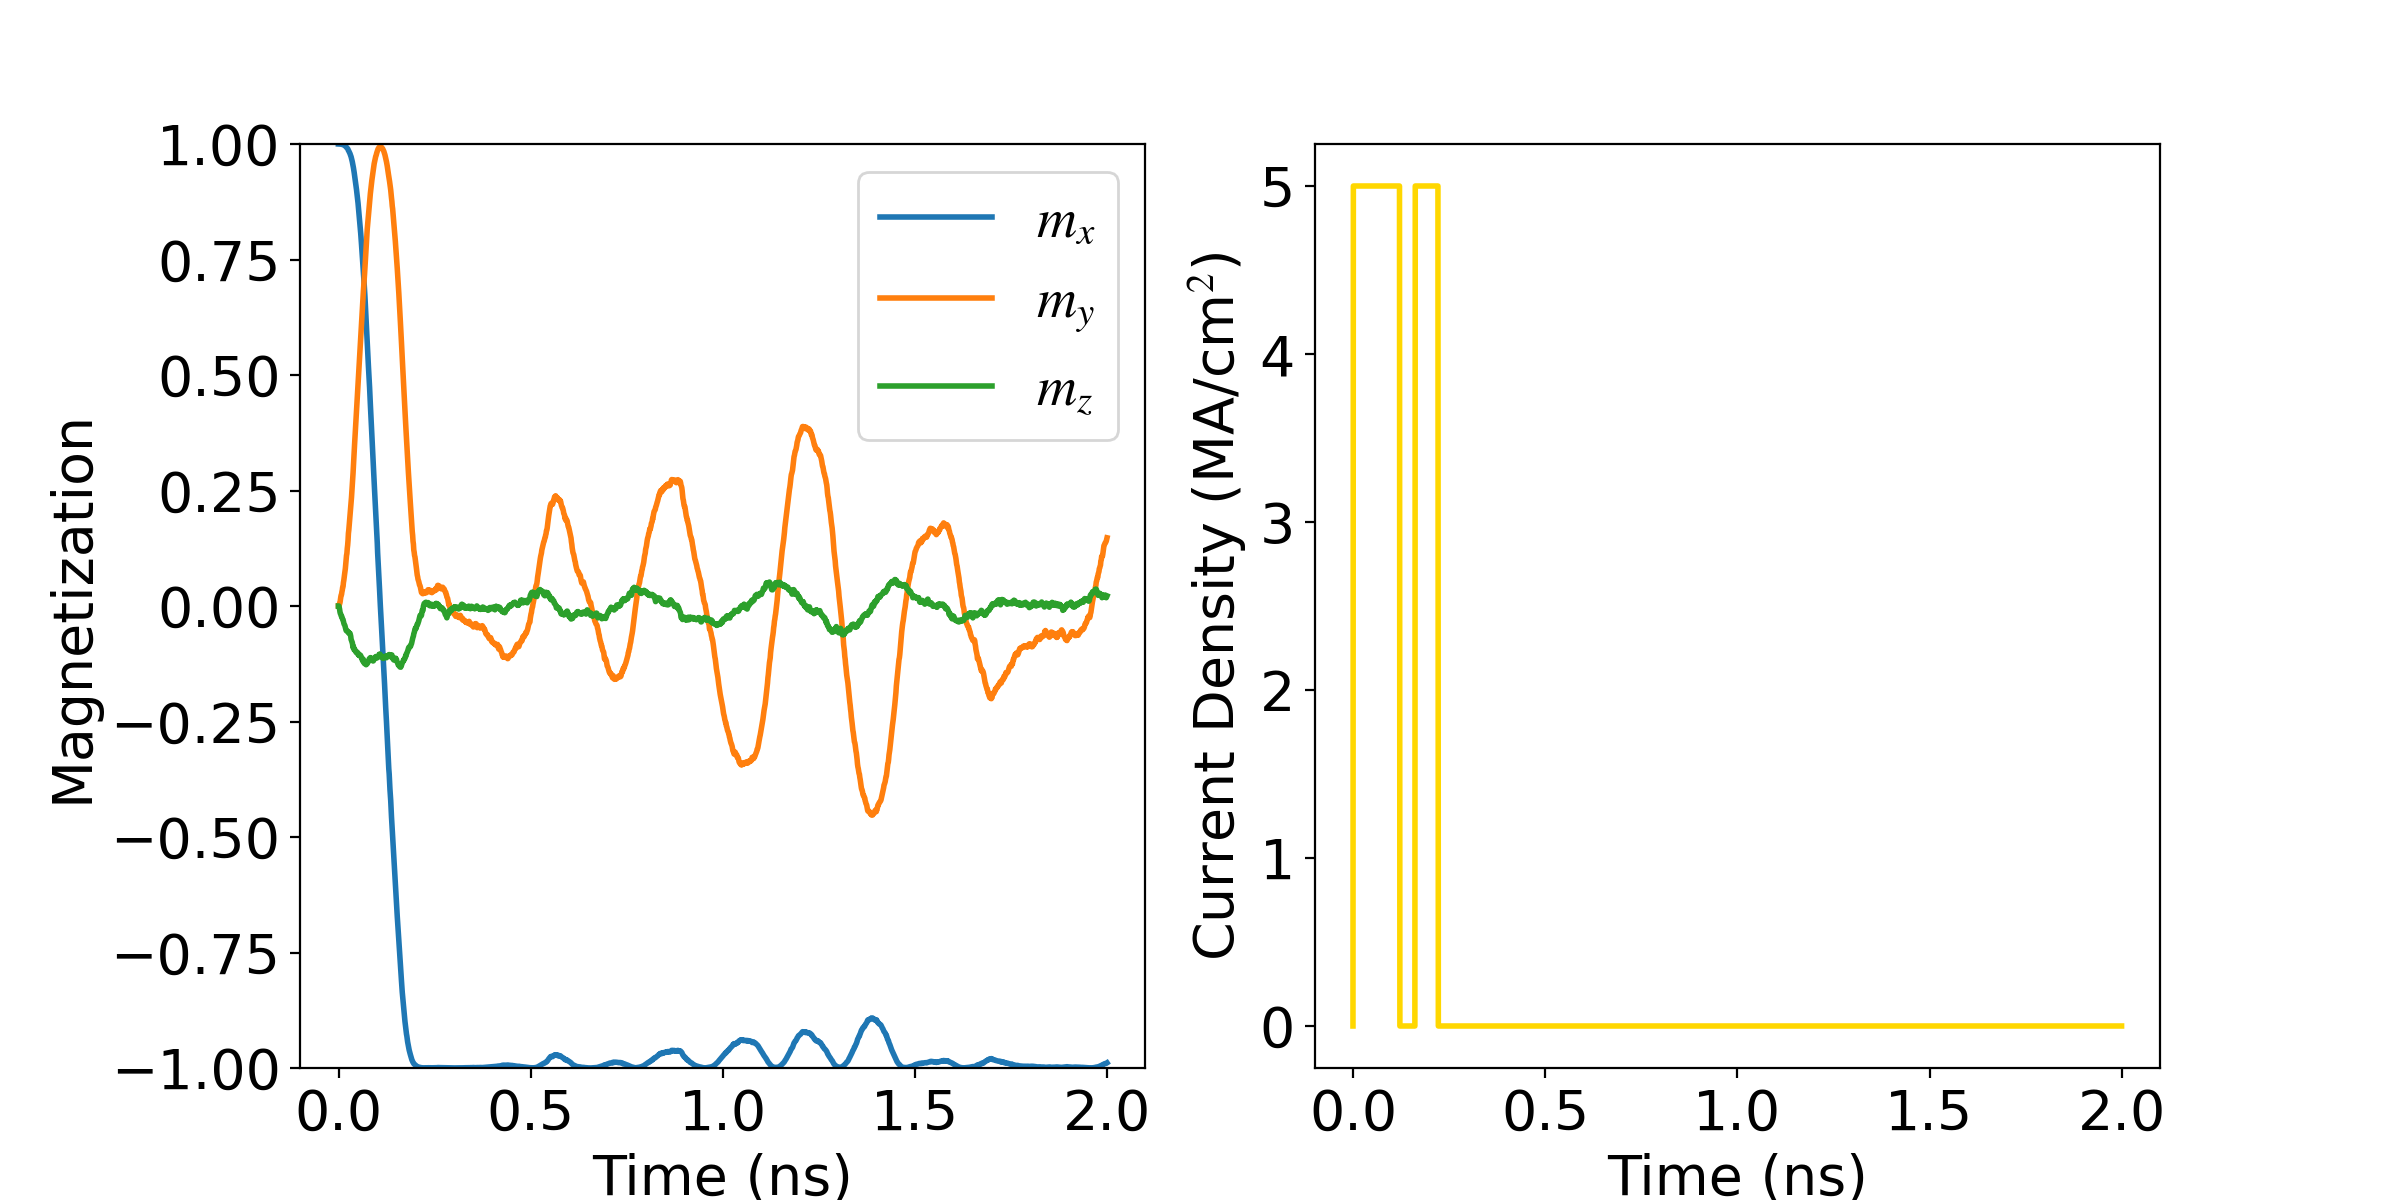 Magnetization
1.00
0.75
0.50
0.25
0.00
−0.25
−0.50
−0.75
−1.00
0.0 0.5 1.0 1.5 2.0
Time (ns)
m_x
m_y
m_z
Current Density (MA/cm²)
5
4
3
2
1
0
0.0 0.5 1.0 1.5 2.0
Time (ns)